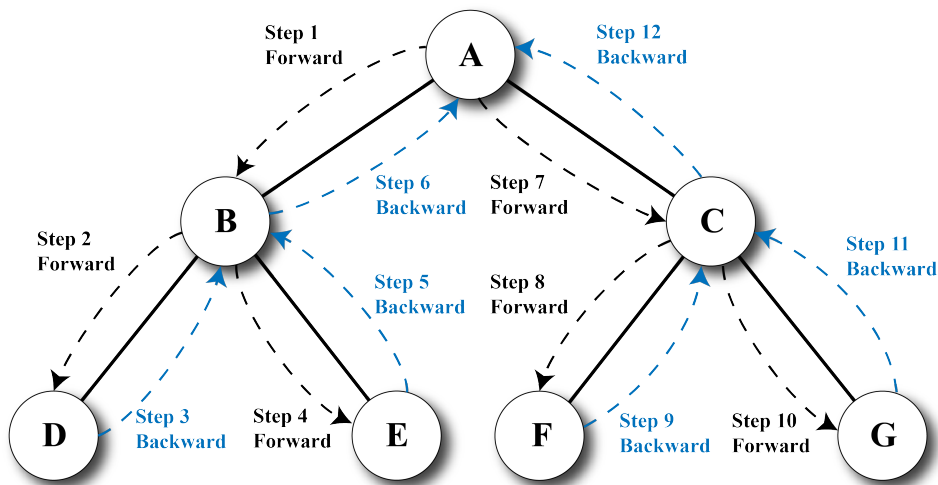 Step 1
Forward
A
Step 12
Backward
Step 6
Backward
Step 7
Forward
B
C
Step 2
Forward
Step 5
Backward
Step 8
Forward
Step 11
Backward
D
Step 3
Backward
Step 4
Forward
E
F
Step 9
Backward
Step 10
Forward
G